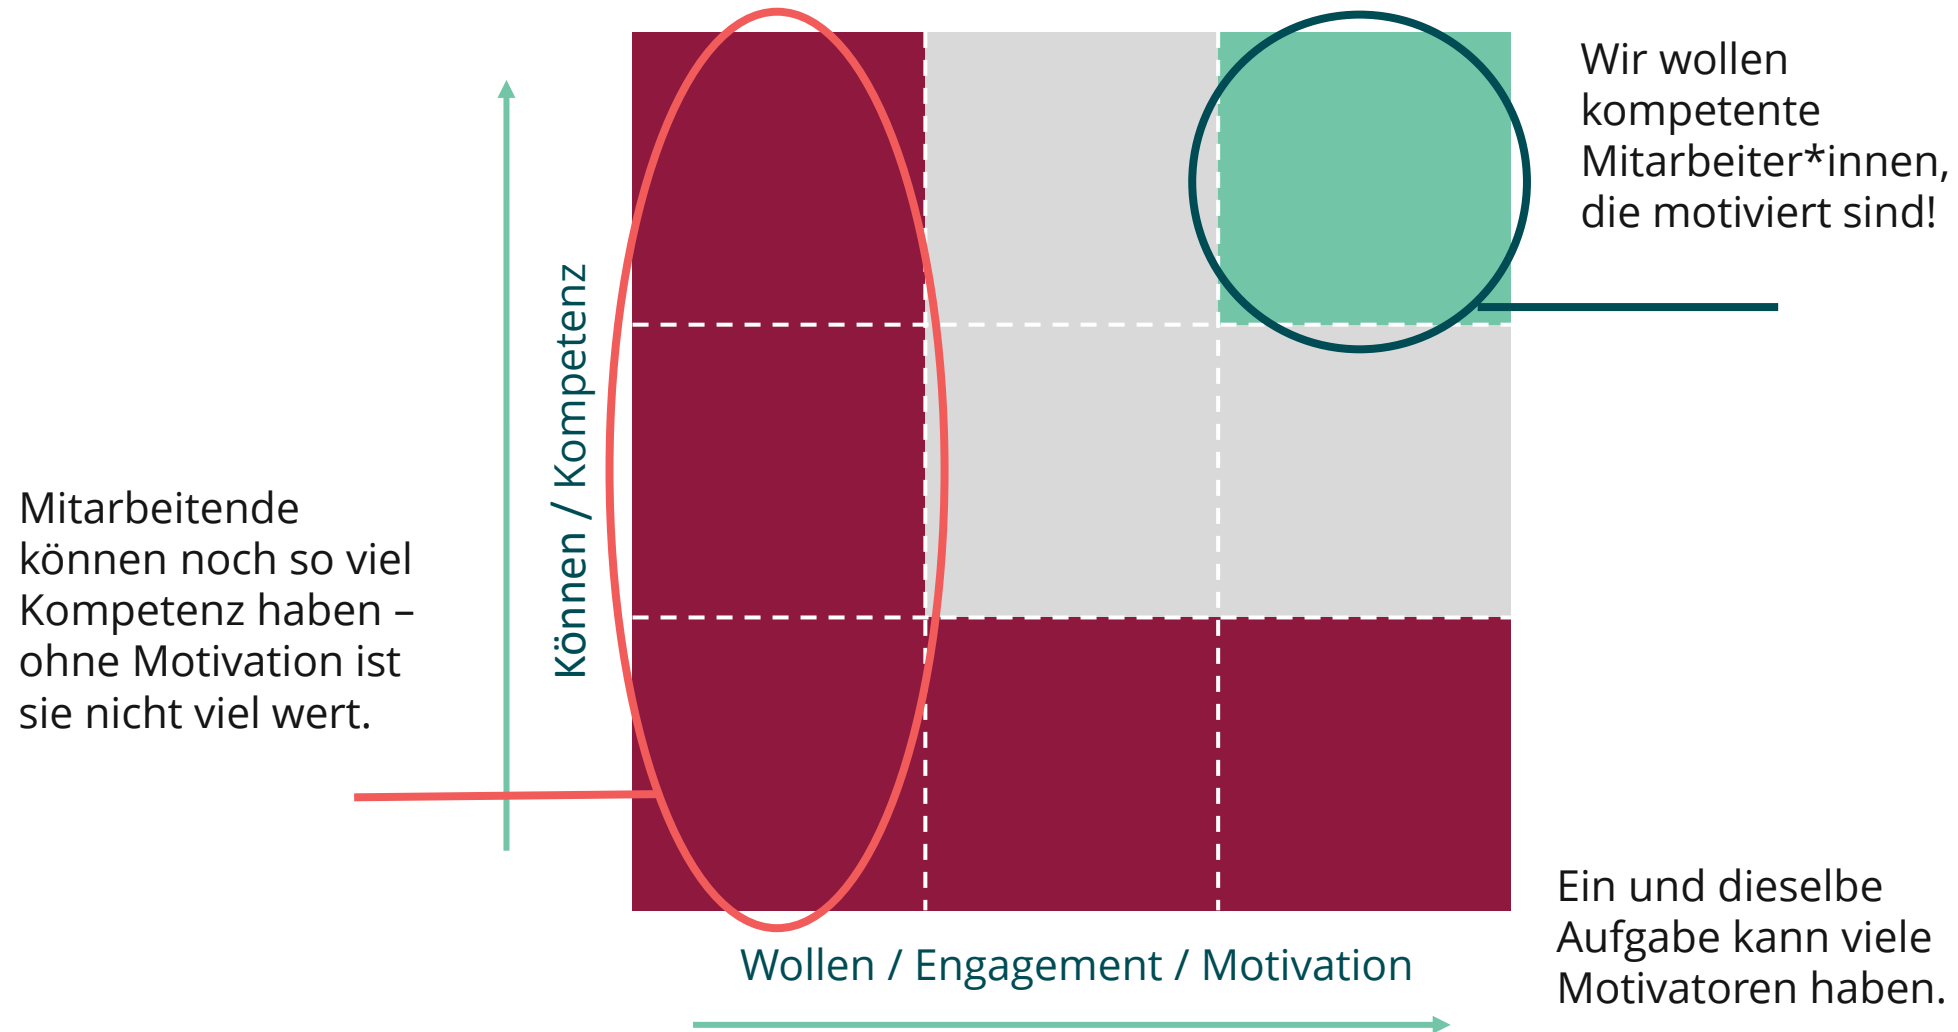 Wir wollen
kompetente
Mitarbeiter*innen,
die motiviert sind!
Können / Kompetenz
Mitarbeitende
können noch so viel
Kompetenz haben –
ohne Motivation ist
sie nicht viel wert.
Wollen / Engagement / Motivation
Ein und dieselbe
Aufgabe kann viele
Motivatoren haben.